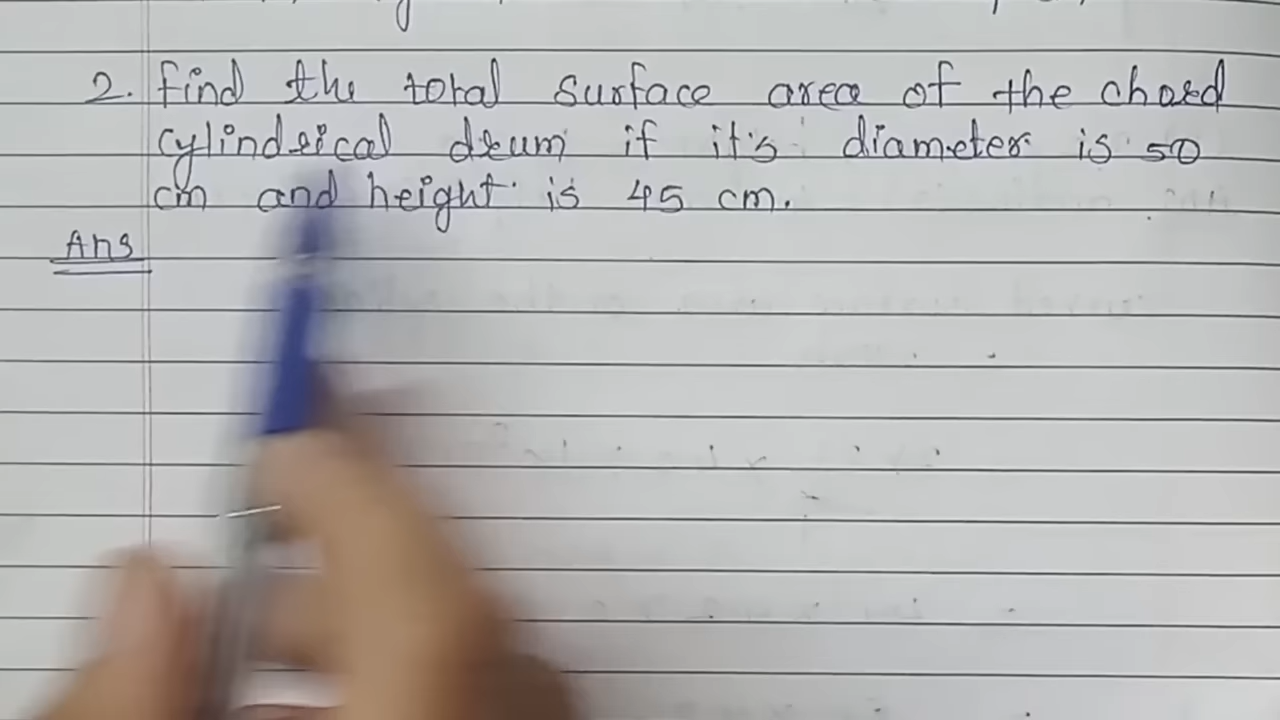 2. find the total surface area of the chosed
cylindrical drum if it's diameter is 50
cm and height is 45 cm.
Ans